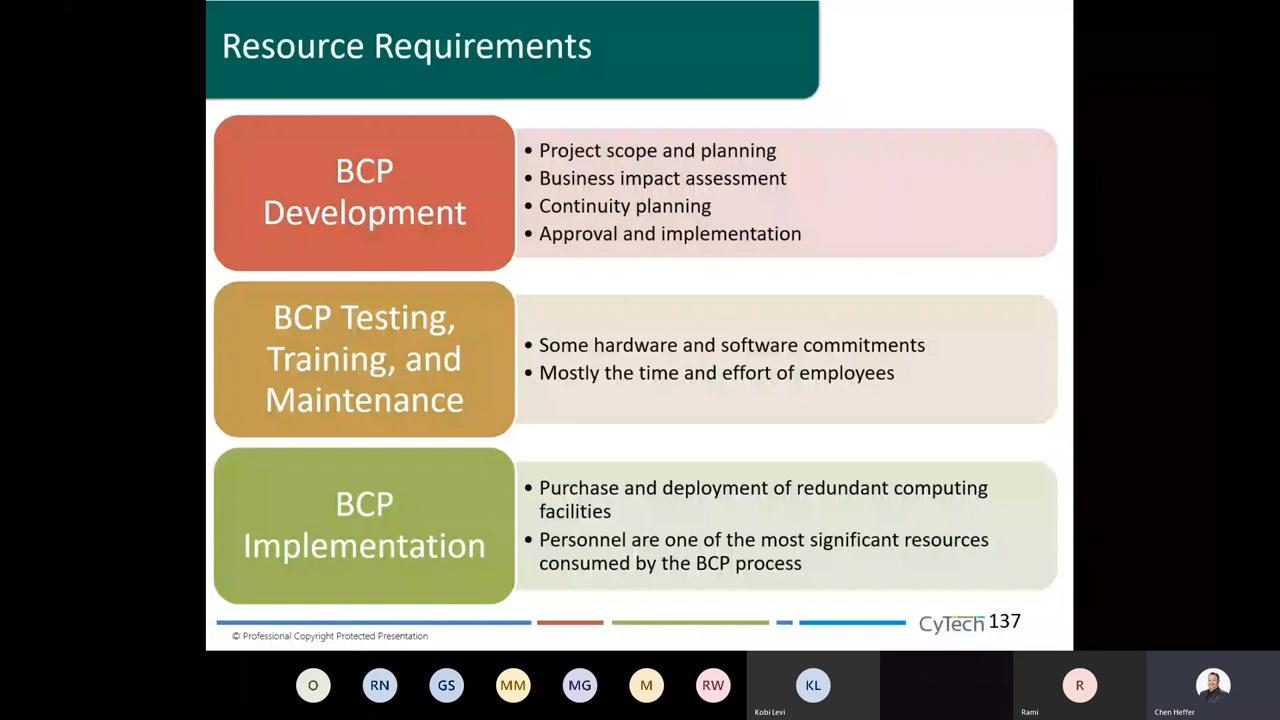 Resource Requirements
BCP
Development
• Project scope and planning
• Business impact assessment
• Continuity planning
• Approval and implementation
BCP Testing,
Training, and
Maintenance
• Some hardware and software commitments
• Mostly the time and effort of employees
BCP
Implementation
• Purchase and deployment of redundant computing
facilities
• Personnel are one of the most significant resources
consumed by the BCP process
© Professional Copyright Protected Presentation
CyTech 137
O
RN
GS
MM
MG
M
RW
KL
Kobi Levi
R
Rami
Chen Heffer